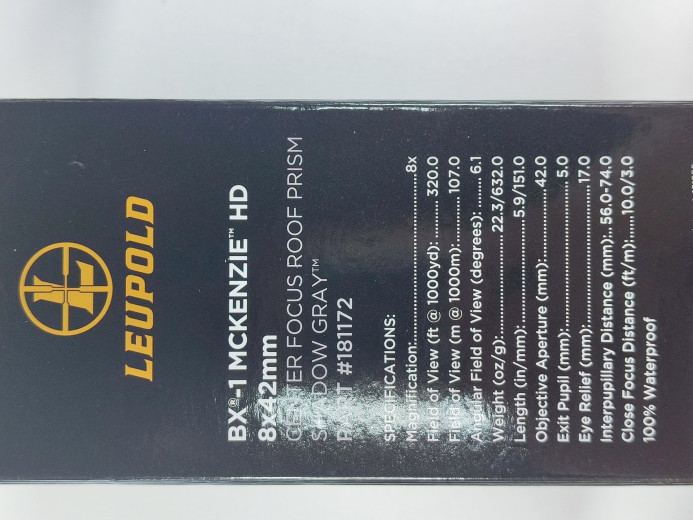 LEUPOLD
BX®-1 MCKENZIE™ HD
8x42mm
CENTER FOCUS ROOF PRISM
SHADOW GRAY™
PART #181172
SPECIFICATIONS:
Magnification:..........8x
Field of View (ft @ 1000yd):..........320.0
Field of View (m @ 1000m):..........107.0
Angular Field of View (degrees):..........6.1
Weight (oz/g):..........22.3/632.0
Length (in/mm):..........5.9/151.0
Objective Aperture (mm):..........42.0
Exit Pupil (mm):..........5.0
Eye Relief (mm):..........17.0
Interpupillary Distance (mm):.. 56.0-74.0
Close Focus Distance (ft/m):......10.0/3.0
100% Waterproof